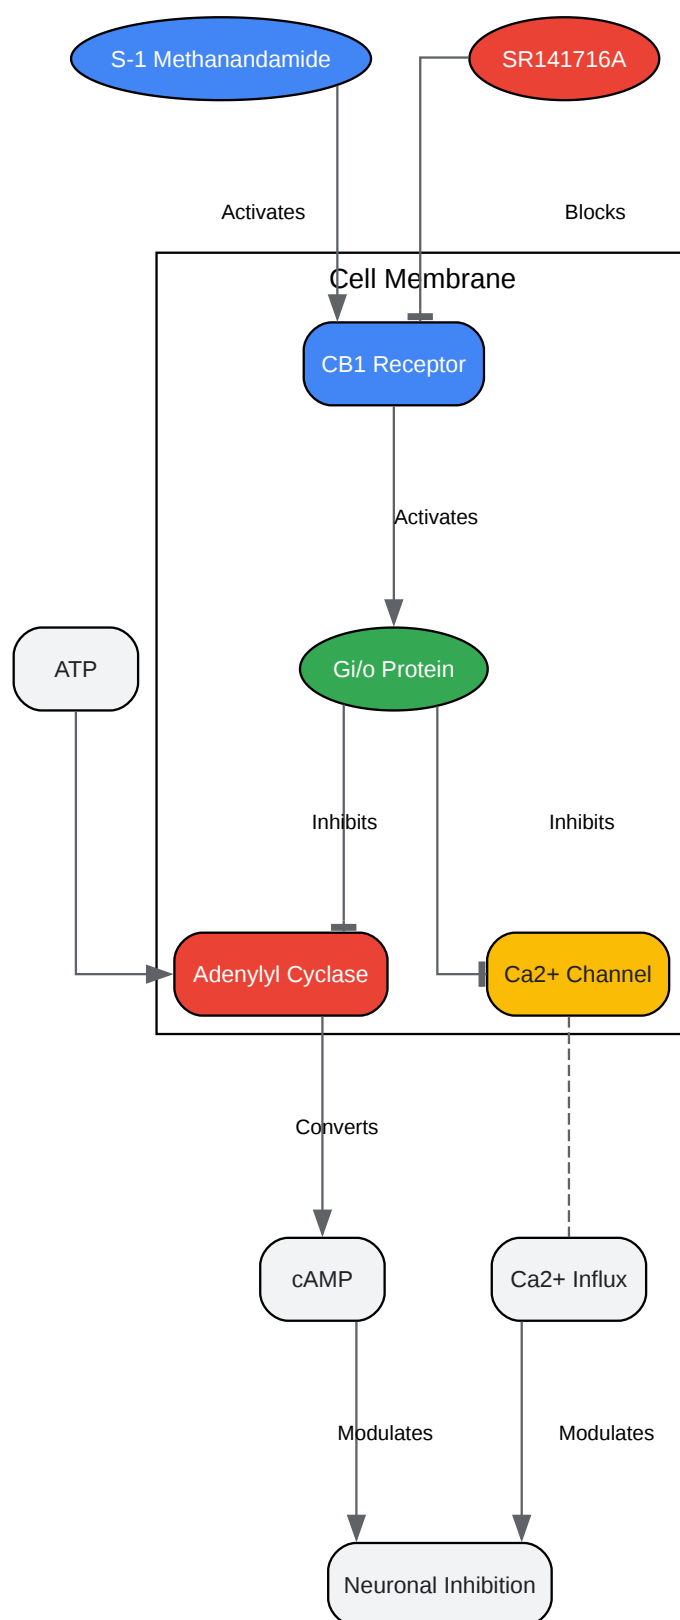 S-1 Methanandamide
SR141716A
Activates
Blocks
Cell Membrane
CB1 Receptor
Activates
ATP
Gi/o Protein
Inhibits
Inhibits
Adenylyl Cyclase
Ca2+ Channel
Converts
cAMP
Ca2+ Influx
Modulates
Modulates
Neuronal Inhibition